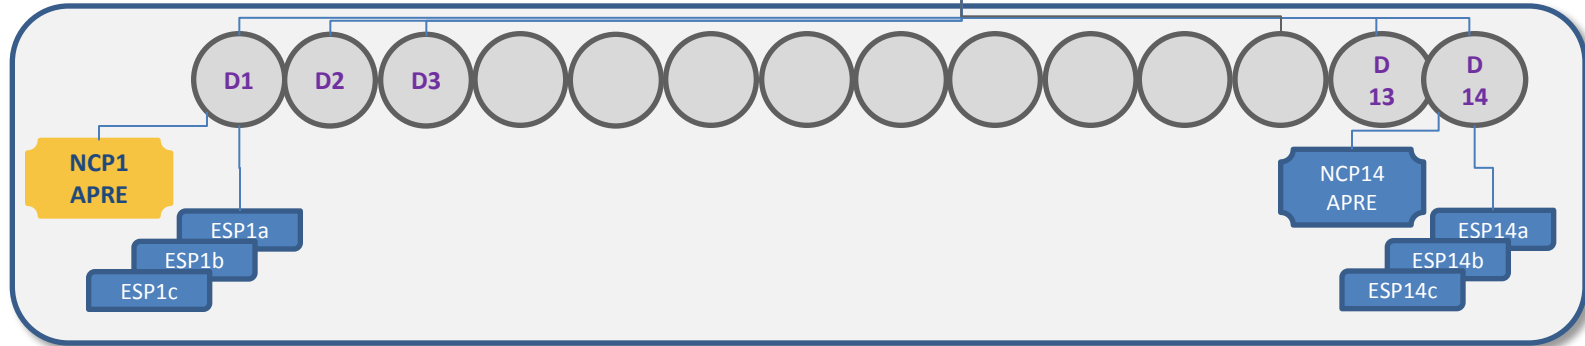 D1
D2
D3
D
13
D
14
NCP1
APRE
NCP14
APRE
ESP1a
ESP1b
ESP1c
ESP14a
ESP14b
ESP14c